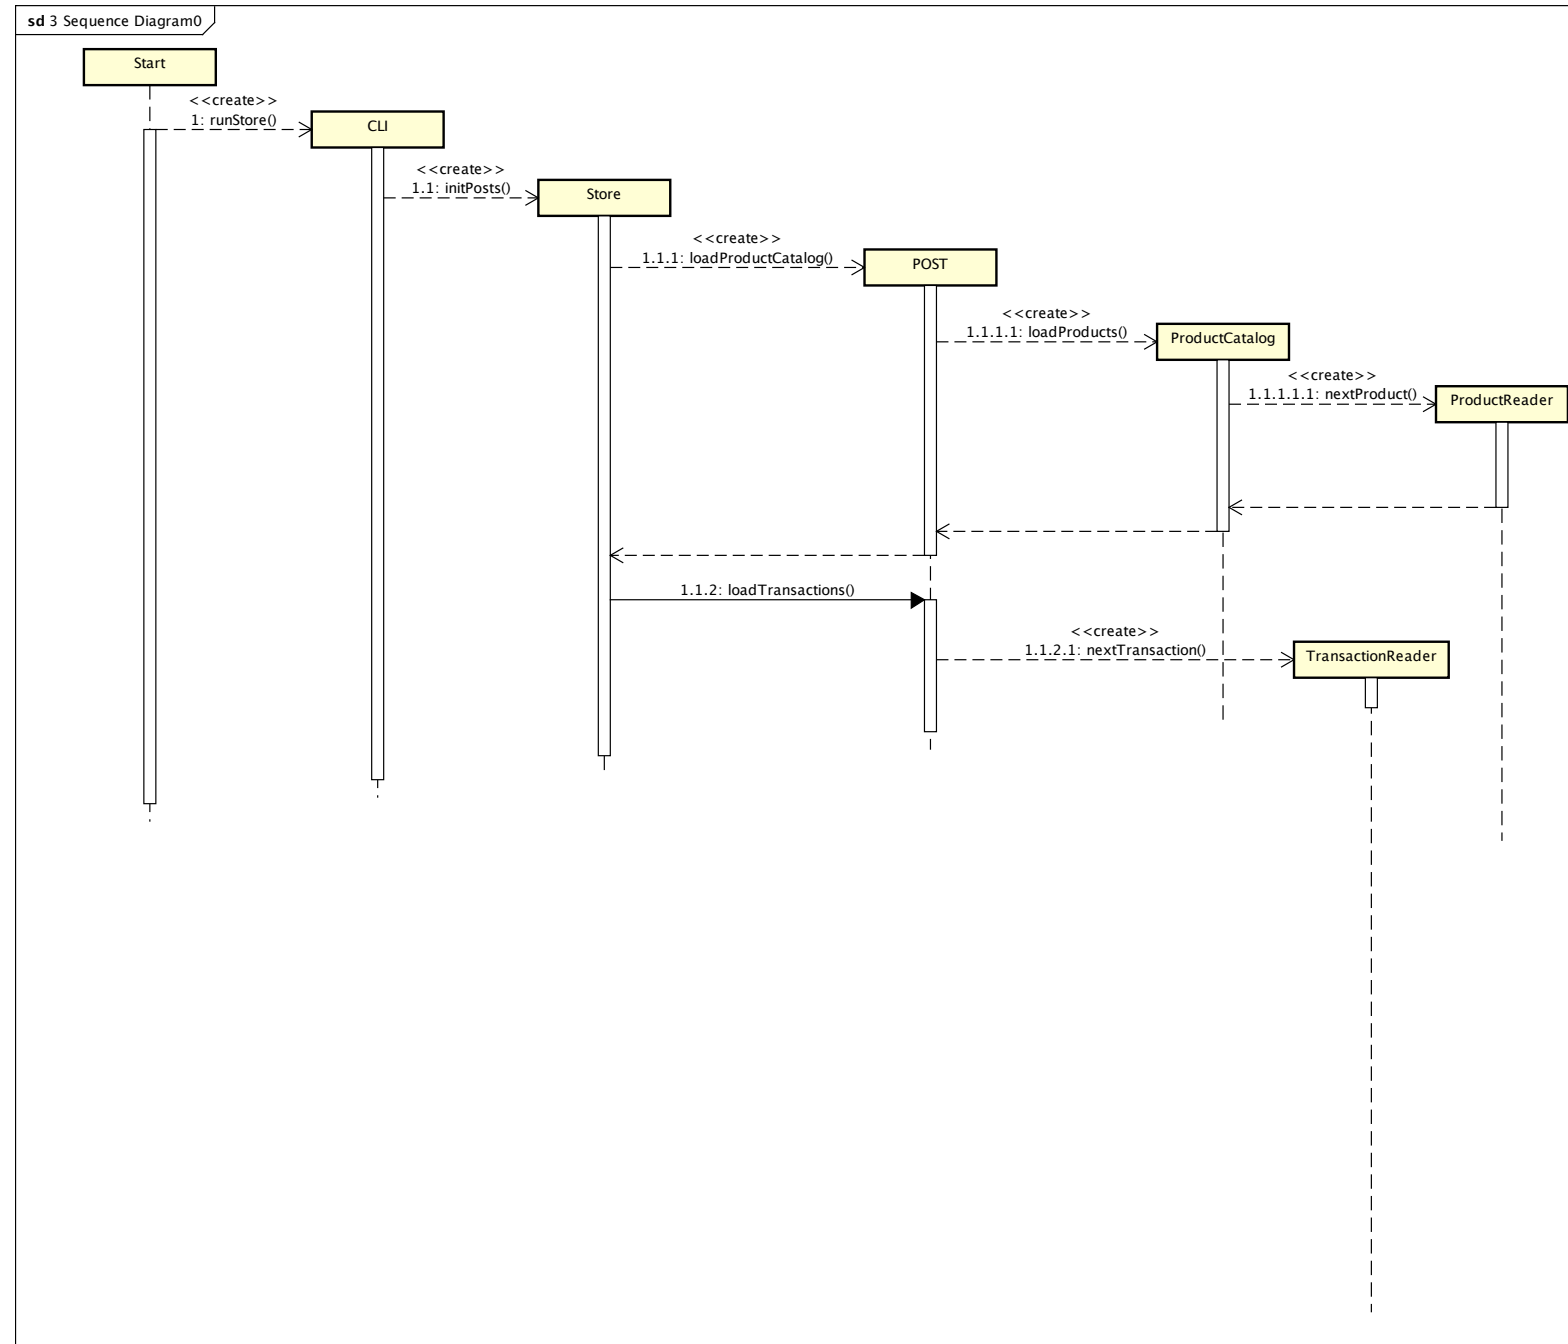 sd 3 Sequence Diagram0
Start
<<create>>
1: runStore()
CLI
<<create>>
1.1: initPosts()
Store
<<create>>
1.1.1: loadProductCatalog()
POST
<<create>>
1.1.1.1: loadProducts()
ProductCatalog
<<create>>
1.1.1.1.1: nextProduct()
ProductReader
1.1.2: loadTransactions()
<<create>>
1.1.2.1: nextTransaction()
TransactionReader